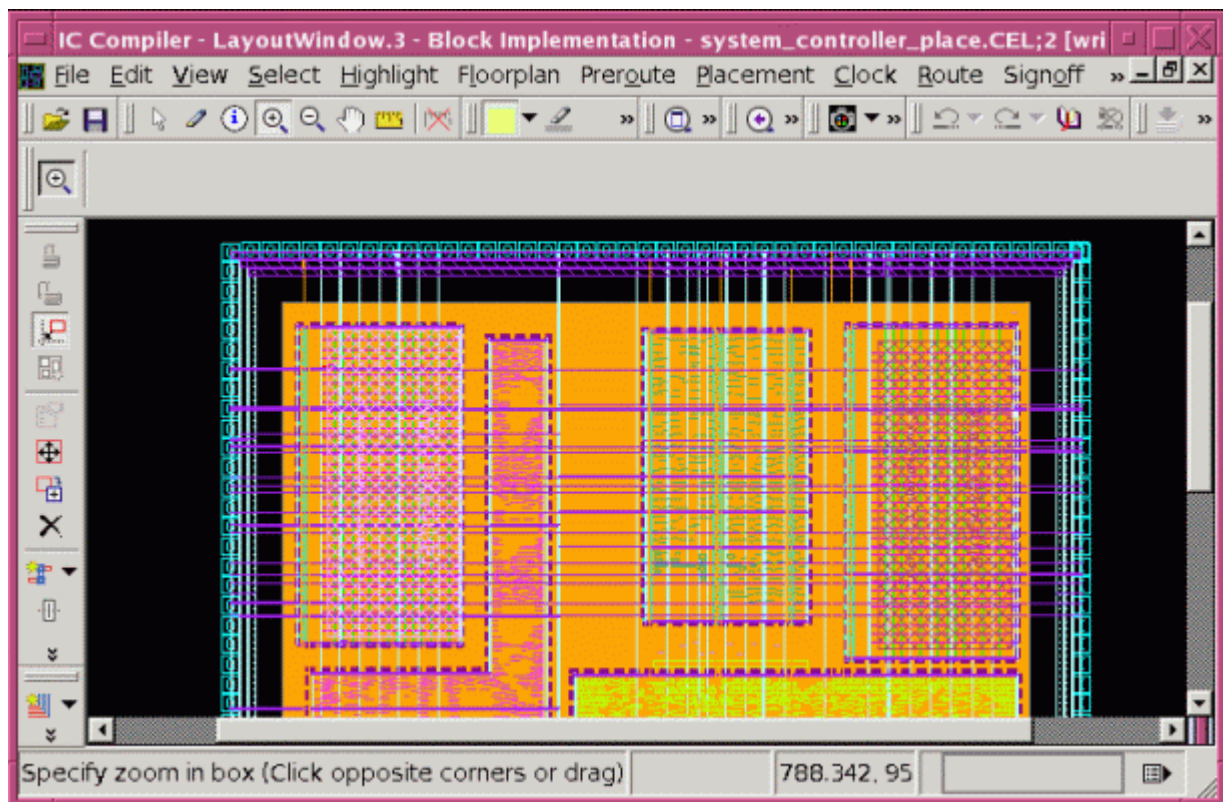 IC Compiler - LayoutWindow.3 - Block Implementation - system_controller_place.CEL;2 [wri
File Edit View Select Highlight Floorplan Preroute Placement Clock Route Signoff »
Specify zoom in box (Click opposite corners or drag) 788.342, 95